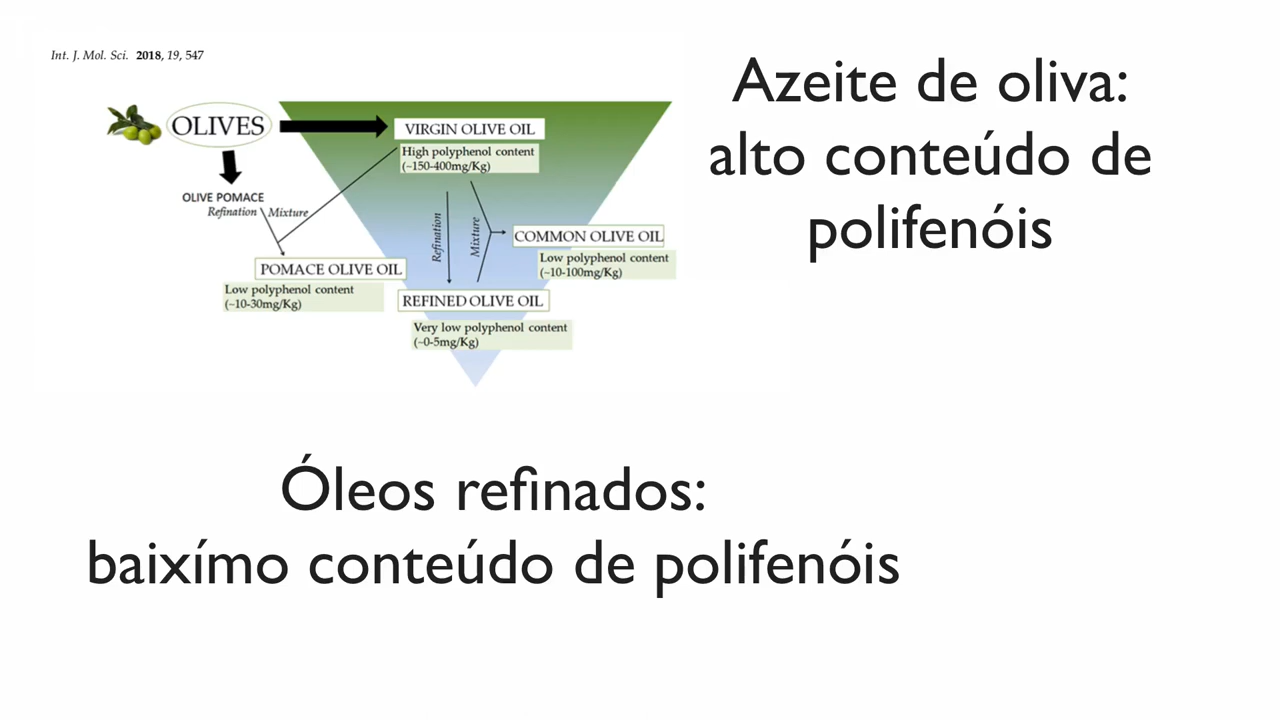 Int. J. Mol. Sci. 2018, 19, 547
Azeite de oliva:
alto conteúdo de
polifenóis
OLIVES
VIRGIN OLIVE OIL
High polyphenol content
(~150-400mg/Kg)
OLIVE POMACE
Refination
Mixture
Refination
Mixture
COMMON OLIVE OIL
Low polyphenol content
(~10-100mg/Kg)
POMACE OLIVE OIL
Low polyphenol content
(~10-30mg/Kg)
REFINED OLIVE OIL
Very low polyphenol content
(~0-5mg/Kg)
Óleos refinados:
baixímo conteúdo de polifenóis